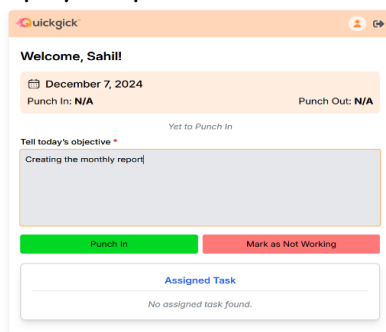 Quickgick
Welcome, Sahil!
December 7, 2024
Punch In: N/A Punch Out: N/A
Yet to Punch In
Tell today's objective *
Creating the monthly report
Punch In Mark as Not Working
Assigned Task
No assigned task found.